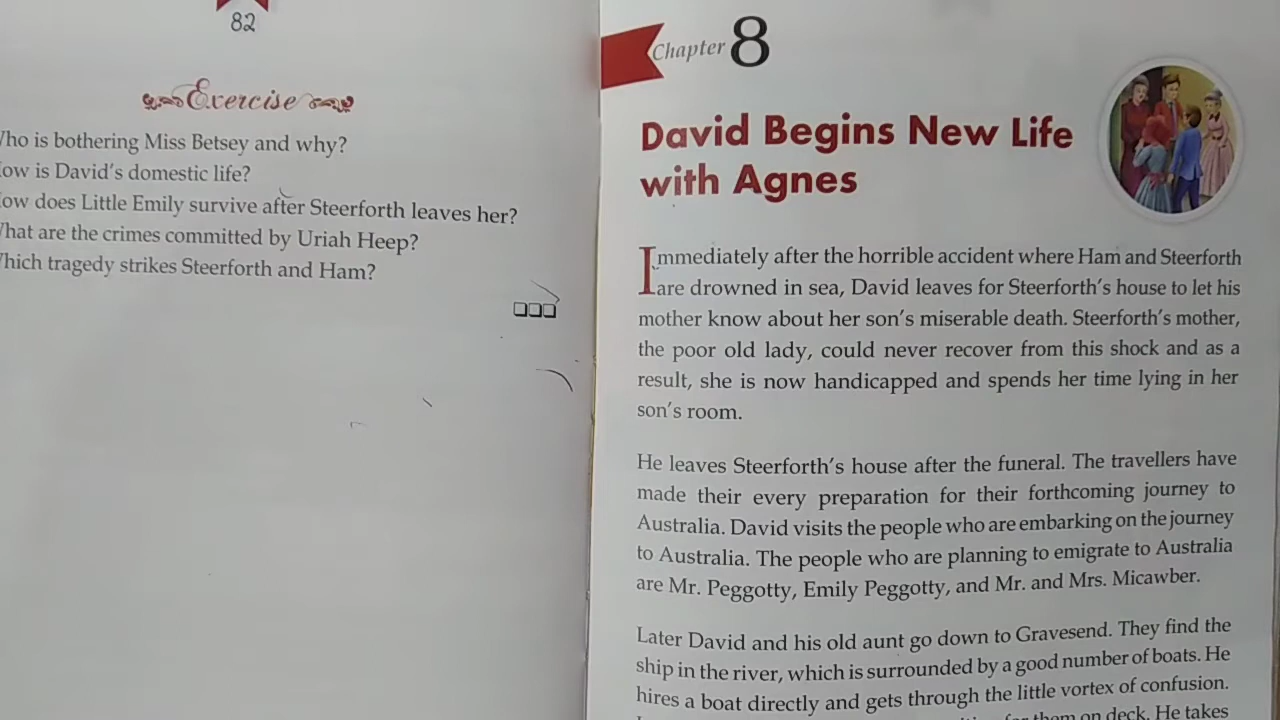 82
Exercise
ho is bothering Miss Betsey and why?
ow is David's domestic life?
ow does Little Emily survive after Steerforth leaves her?
hat are the crimes committed by Uriah Heep?
hich tragedy strikes Steerforth and Ham?
Chapter 8
David Begins New Life
with Agnes
Immediately after the horrible accident where Ham and Steerforth
are drowned in sea, David leaves for Steerforth's house to let his
mother know about her son's miserable death. Steerforth's mother,
the poor old lady, could never recover from this shock and as a
result, she is now handicapped and spends her time lying in her
son's room.
He leaves Steerforth's house after the funeral. The travellers have
made their every preparation for their forthcoming journey to
Australia. David visits the people who are embarking on the journey
to Australia. The people who are planning to emigrate to Australia
are Mr. Peggotty, Emily Peggotty, and Mr. and Mrs. Micawber.
Later David and his old aunt go down to Gravesend. They find the
ship in the river, which is surrounded by a good number of boats. He
hires a boat directly and gets through the little vortex of confusion.
for them on deck. He takes